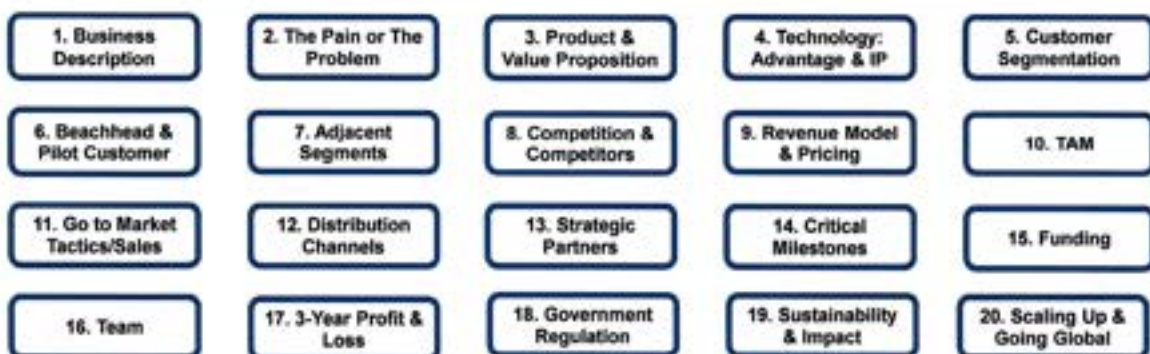 1. Business
Description
2. The Pain or The
Problem
3. Product &
Value Proposition
4. Technology:
Advantage & IP
5. Customer
Segmentation
6. Beachhead &
Pilot Customer
7. Adjacent
Segments
8. Competition &
Competitors
9. Revenue Model
& Pricing
10. TAM
11. Go to Market
Tactics/Sales
12. Distribution
Channels
13. Strategic
Partners
14. Critical
Milestones
15. Funding
16. Team
17. 3-Year Profit &
Loss
18. Government
Regulation
19. Sustainability
& Impact
20. Scaling Up &
Going Global